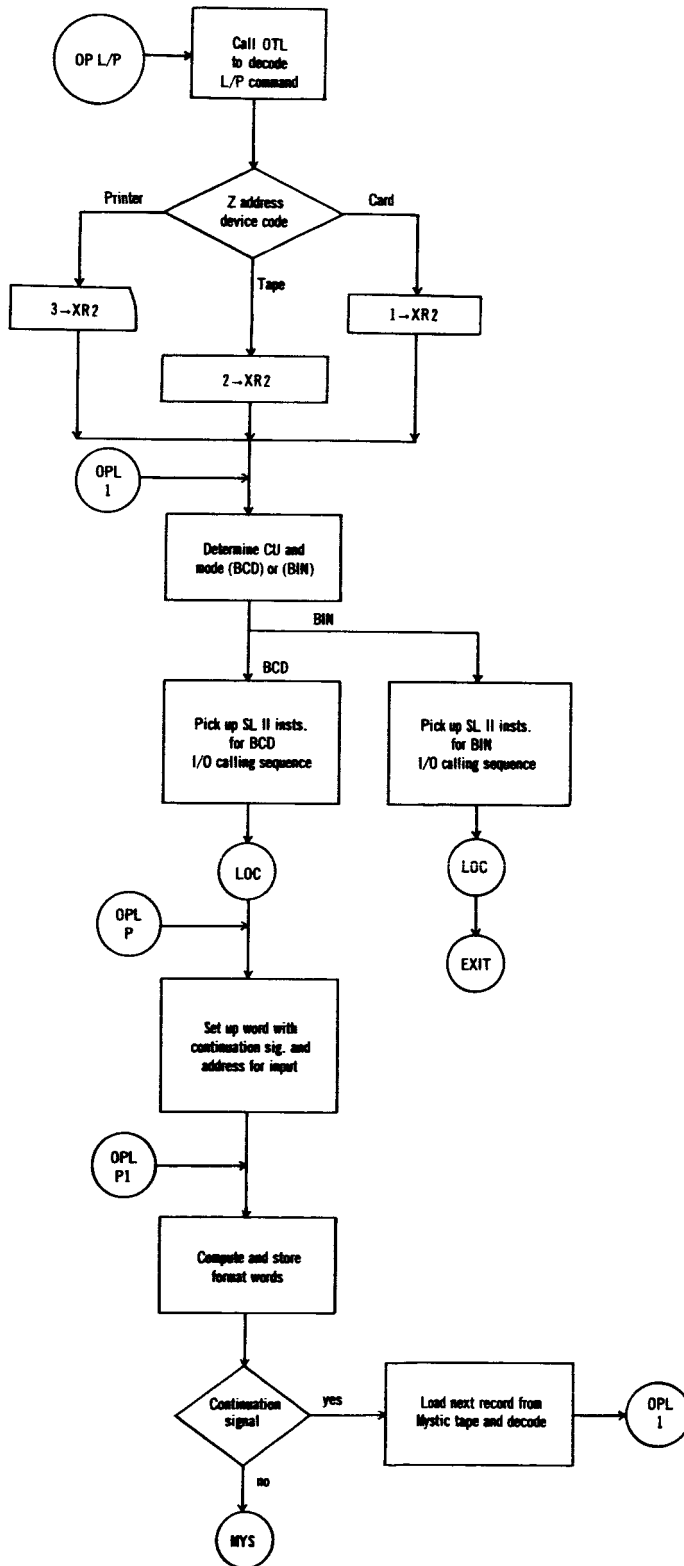 OP L/P
Call OTL
to decode
L/P command
Z address
device code
Printer
Card
Tape
3→XR2
1→XR2
2→XR2
OPL
1
Determine CU and
mode (BCD) or (BIN)
BIN
BCD
Pick up SL II insts.
for BCD
I/O calling sequence
Pick up SL II insts.
for BIN
I/O calling sequence
LOC
LOC
OPL
P
EXIT
Set up word with
continuation sig. and
address for input
OPL
P1
Compute and store
format words
Continuation
signal
yes
Load next record from
Mystic tape and decode
OPL
1
no
MYS